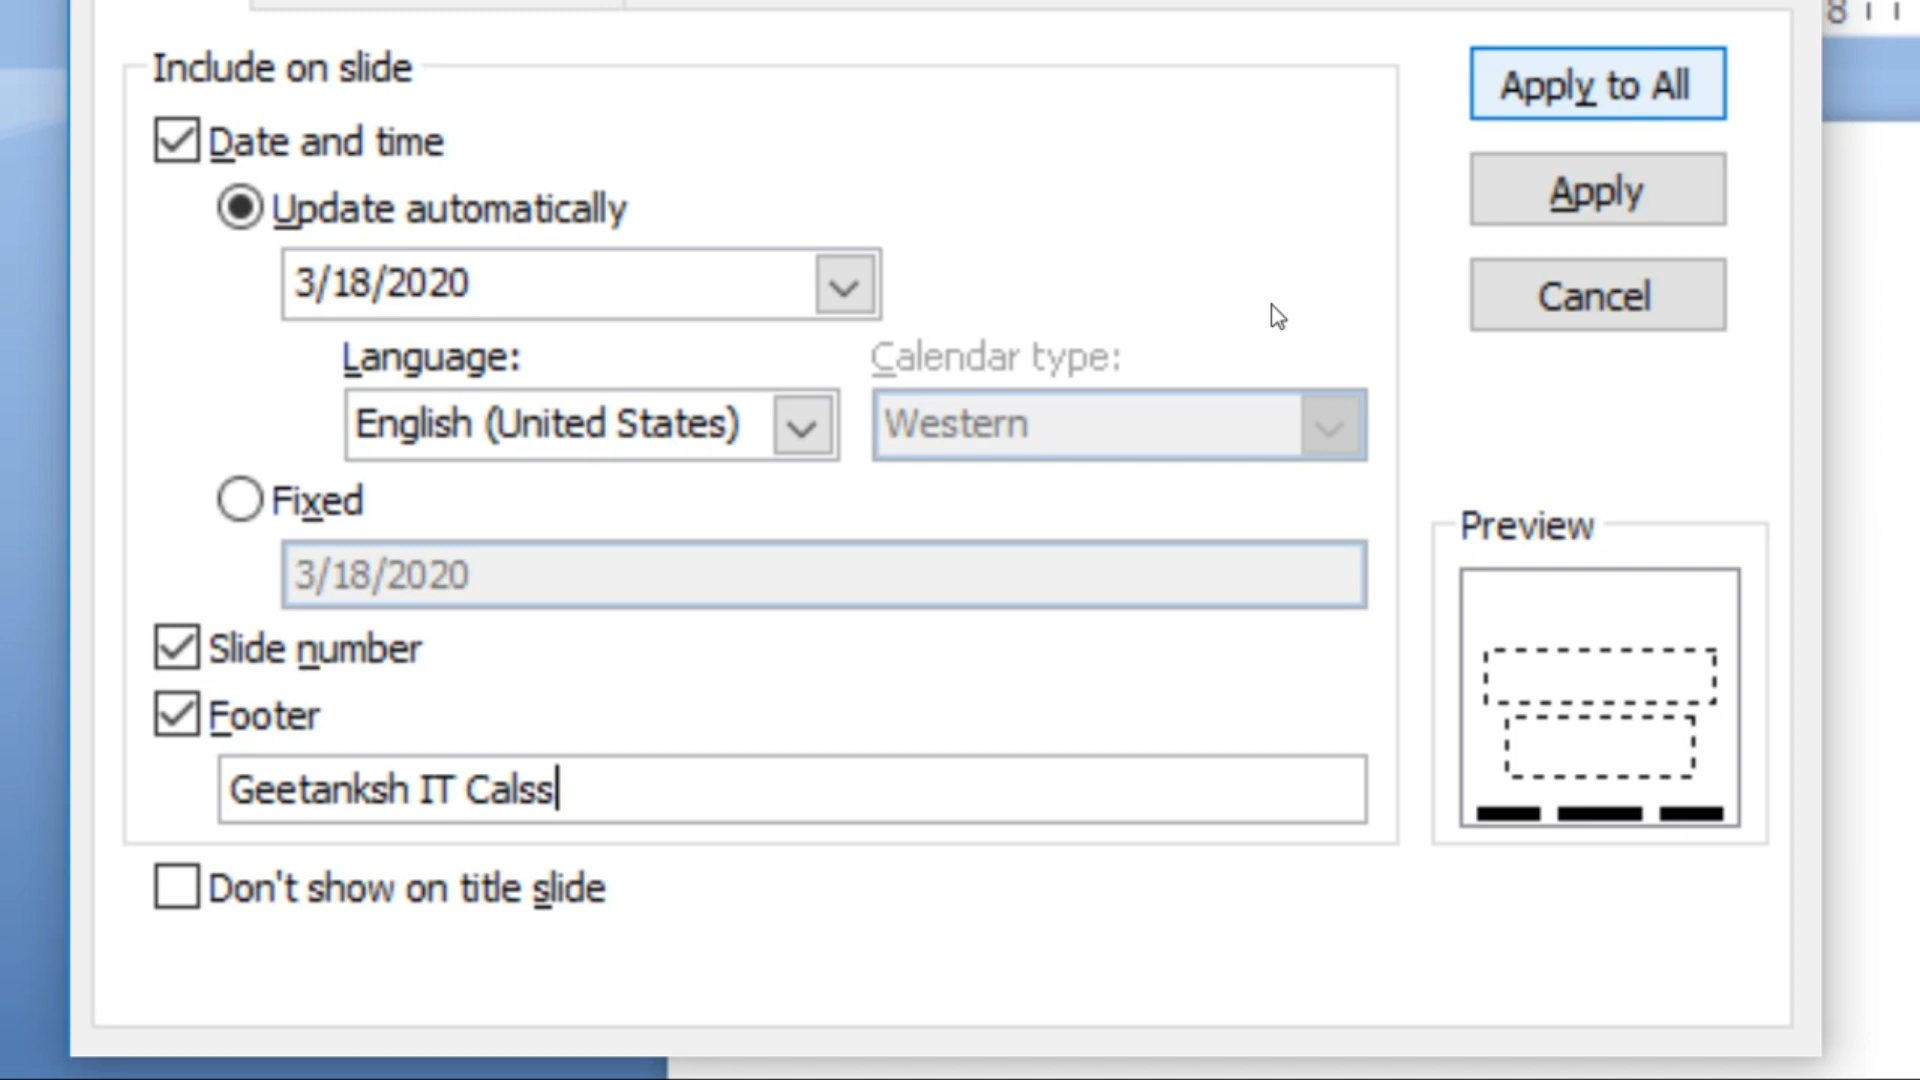 8
Include on slide
Apply to All
Date and time
Update automatically
Apply
3/18/2020
Cancel
Language:
Calendar type:
English (United States)
Western
Fixed
Preview
3/18/2020
Slide number
Footer
Geetanksh IT Calss
Don't show on title slide